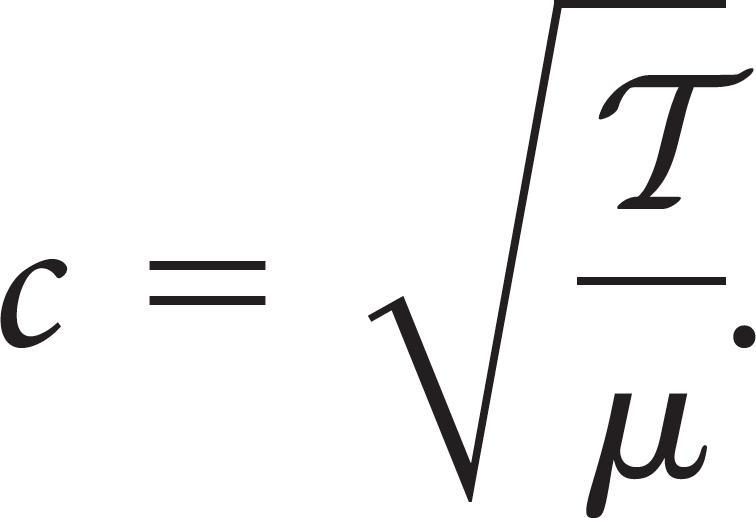 c = √(𝒯/μ).